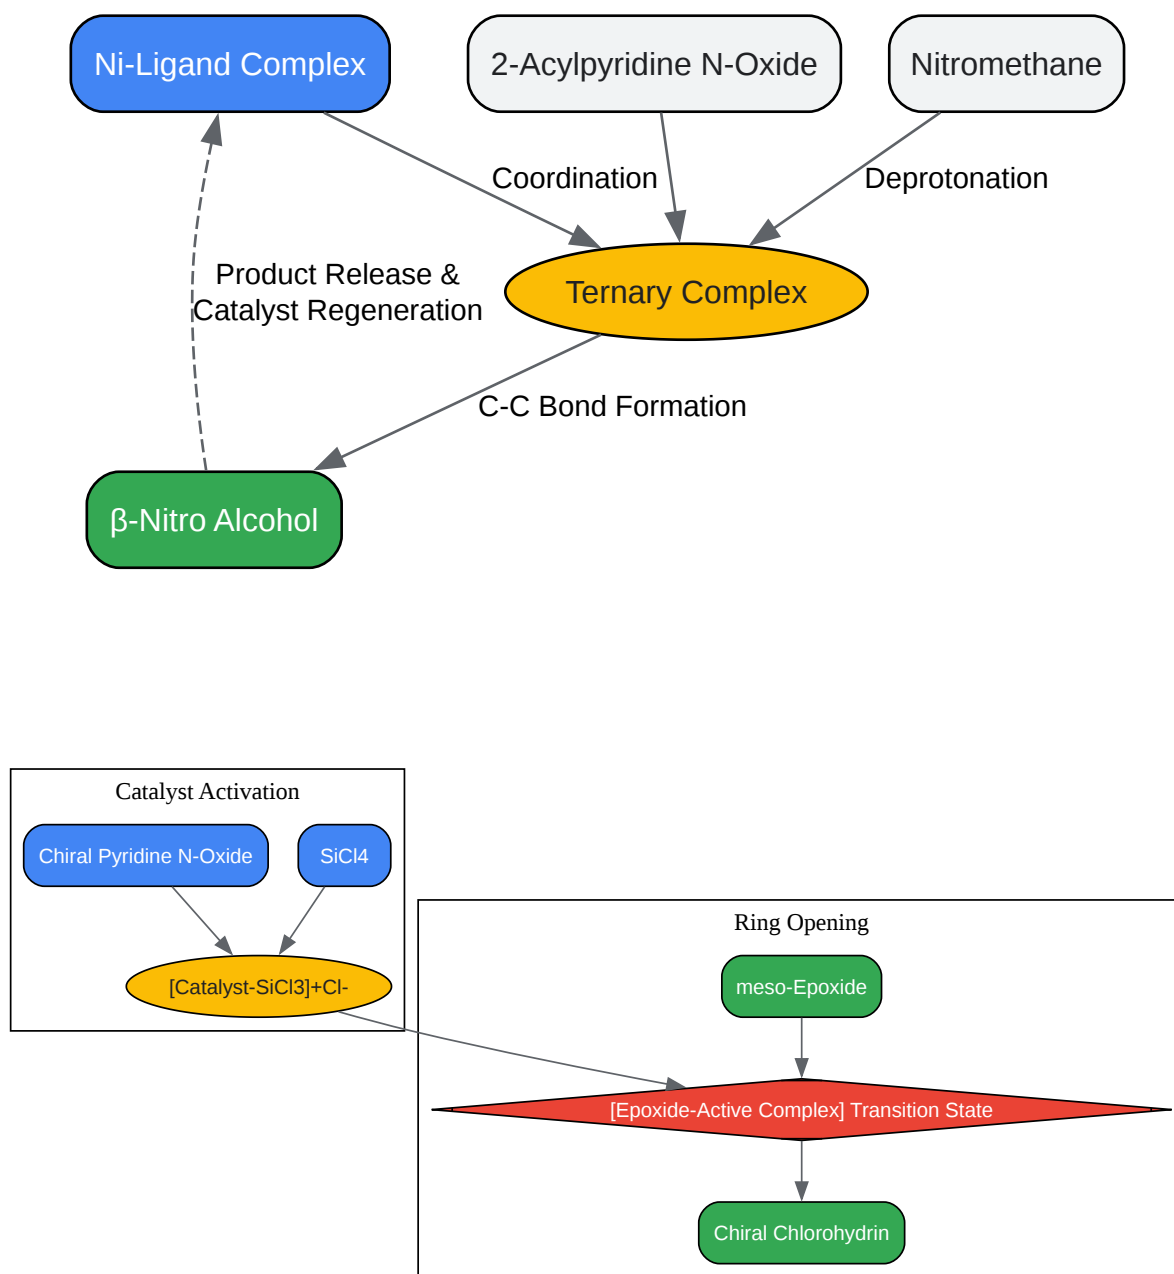 Ni-Ligand Complex
2-Acylpyridine N-Oxide
Nitromethane
Coordination
Deprotonation
Product Release &
Catalyst Regeneration
Ternary Complex
C-C Bond Formation
β-Nitro Alcohol
Catalyst Activation
Chiral Pyridine N-Oxide
SiCl4
[Catalyst-SiCl3]+Cl-
Ring Opening
meso-Epoxide
[Epoxide-Active Complex] Transition State
Chiral Chlorohydrin